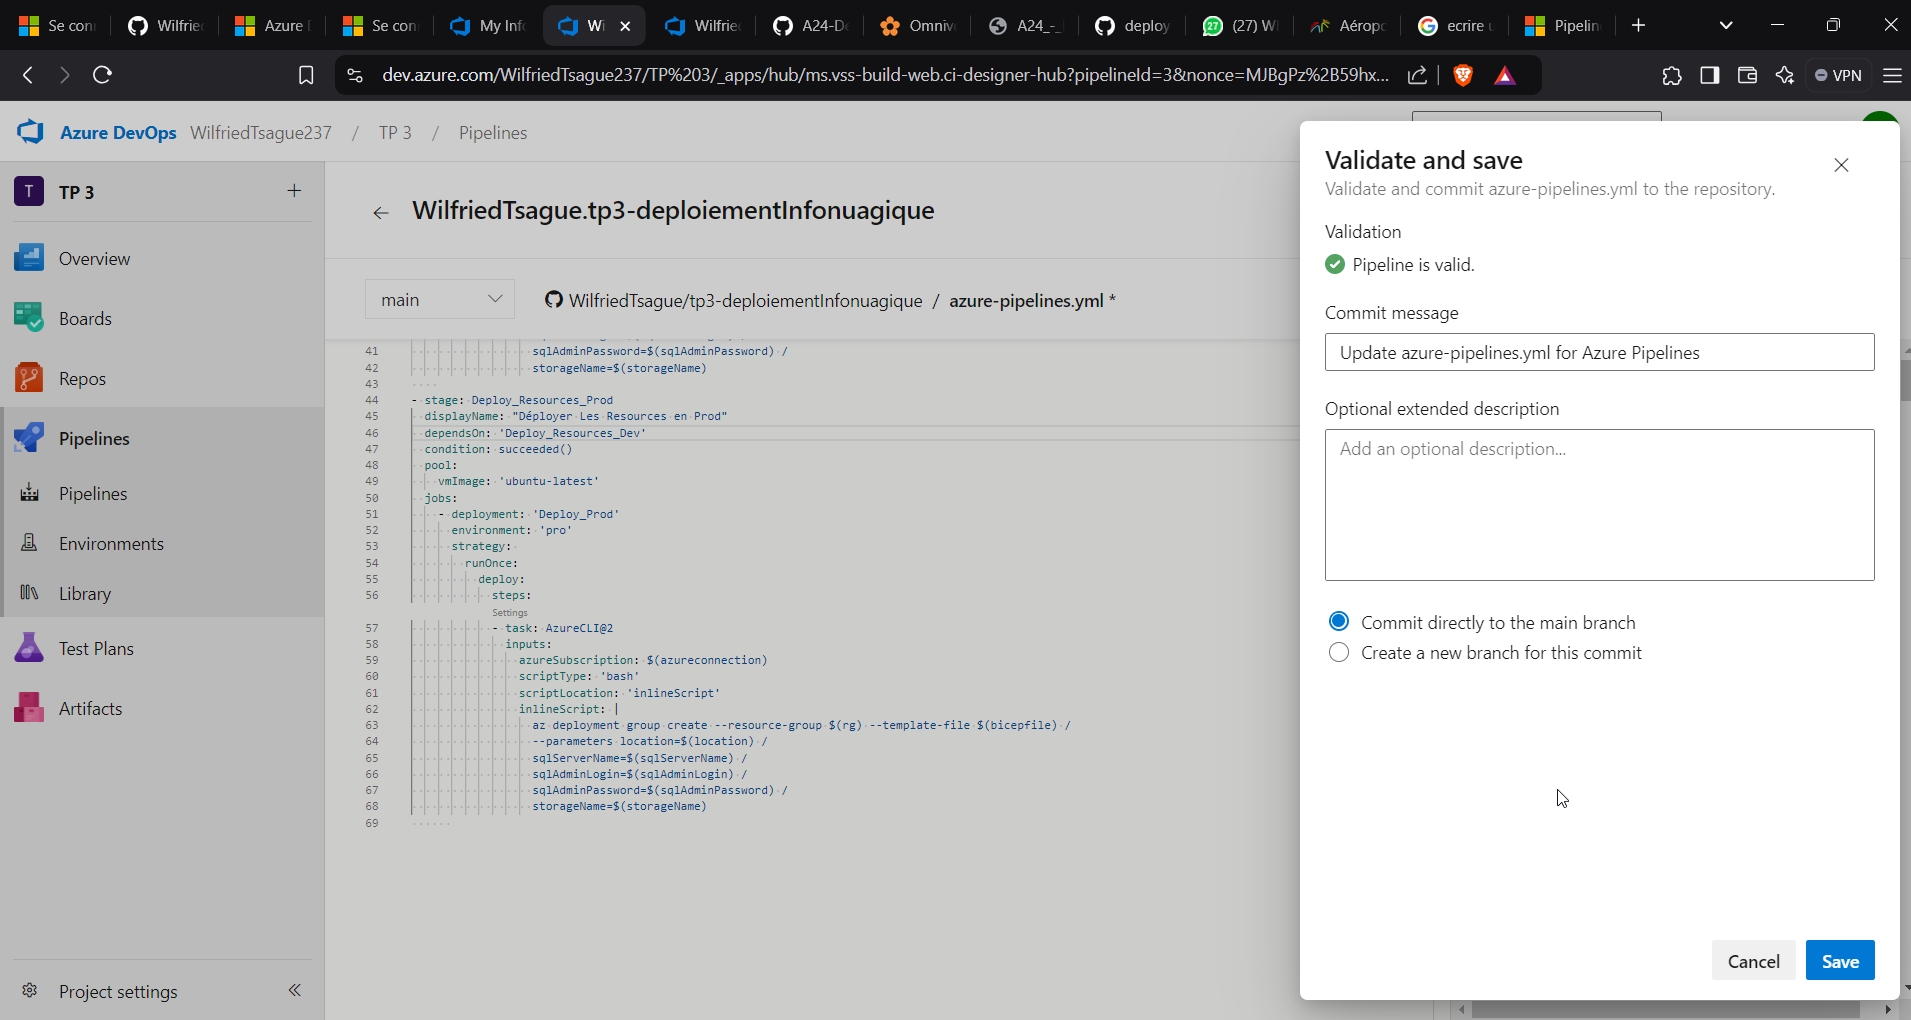 Se con
Wilfrie
Azure D
Se con
My Info
Wi
Wilfrie
A24-De
Omniv
A24_-_
deploy
27
(27) W
Aéropo
ecrire u
Pipelin
dev.azure.com/WilfriedTsague237/TP%203/_apps/hub/ms.vss-build-web.ci-designer-hub?pipelineId=3&nonce=MJBgPz%2B59hx...
VPN
Azure DevOps WilfriedTsague237 / TP 3 / Pipelines
T TP 3
Overview
Boards
Repos
Pipelines
Pipelines
Environments
Library
Test Plans
Artifacts
Project settings
WilfriedTsague.tp3-deploiementInfonuagique
main
WilfriedTsague/tp3-deploiementInfonuagique / azure-pipelines.yml *
41 sqlAdminPassword=$(sqlAdminPassword) /
42 storageName=$(storageName)
43
44 - stage: Deploy_Resources_Prod
45 displayName: "Déployer Les Resources en Prod"
46 dependsOn: 'Deploy_Resources_Dev'
47 condition: succeeded()
48 pool:
49 vmImage: 'ubuntu-latest'
50 jobs:
51 - deployment: 'Deploy_Prod'
52 environment: 'pro'
53 strategy:
54 runOnce:
55 deploy:
56 steps:
Settings
57 - task: AzureCLI@2
58 inputs:
59 azureSubscription: $(azureconnection)
60 scriptType: 'bash'
61 scriptLocation: 'inlineScript'
62 inlineScript: |
63 az deployment group create --resource-group $(rg) --template-file $(bicepfile) /
64 --parameters location=$(location) /
65 sqlServerName=$(sqlServerName) /
66 sqlAdminLogin=$(sqlAdminLogin) /
67 sqlAdminPassword=$(sqlAdminPassword) /
68 storageName=$(storageName)
69
Validate and save
Validate and commit azure-pipelines.yml to the repository.
Validation
Pipeline is valid.
Commit message
Update azure-pipelines.yml for Azure Pipelines
Optional extended description
Add an optional description...
Commit directly to the main branch
Create a new branch for this commit
Cancel
Save